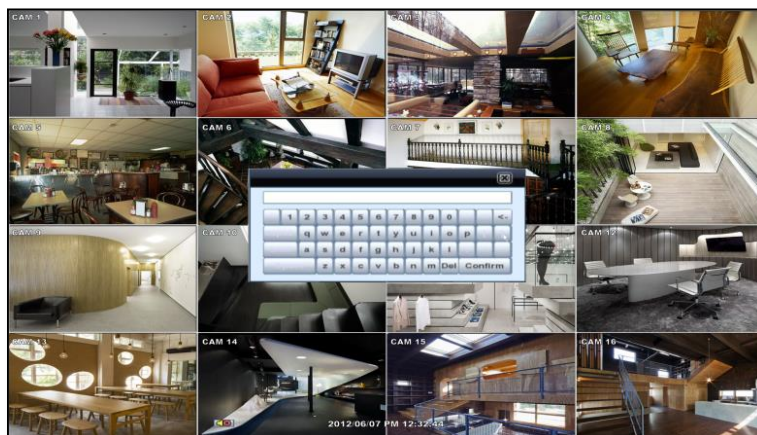 CAM 1 CAM 2 CAM 3 CAM 4
CAM 5 CAM 6 CAM 7 CAM 8
1 2 3 4 5 6 7 8 9 0 <-
q w e r t y u i o p
a s d f g h j k l
z x c v b n m Del Confirm
CAM 9 CAM 10
CAM 13 CAM 14 CAM 15 CAM 16
2012/06/07 PM 12:32:44